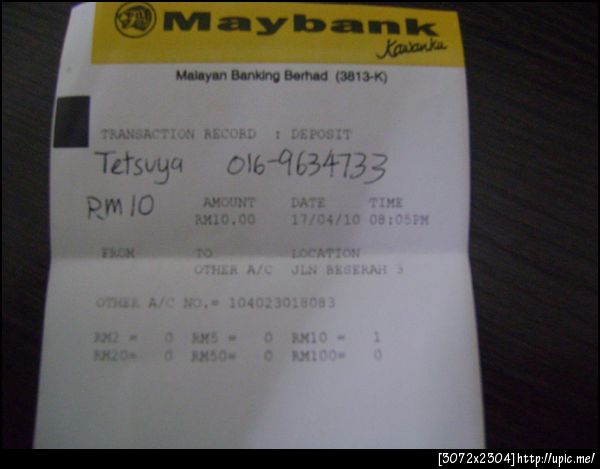 Maybank
Kawanku
Malayan Banking Berhad (3813-K)
TRANSACTION RECORD : DEPOSIT
Tetsuya 016-9634733
RM10
AMOUNT DATE TIME
RM10.00 17/04/10 08:05PM
FROM TO LOCATION
OTHER A/C JLN BESERAH 3
OTHER A/C NO.= 104023018083
RM2 = 0 RM5 = 0 RM10 = 1
RM20= 0 RM50= 0 RM100= 0
[3072x2304]http://upic.me/